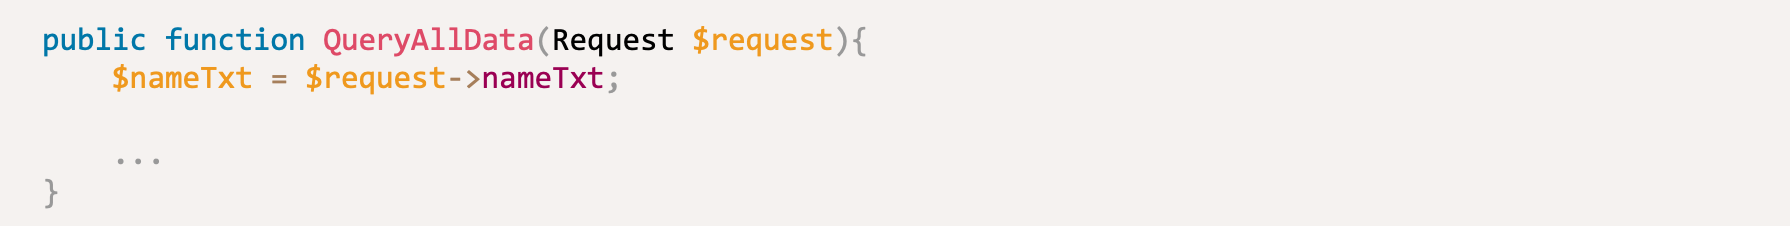 public function QueryAllData(Request $request){
    $nameTxt = $request->nameTxt;
    ...
}